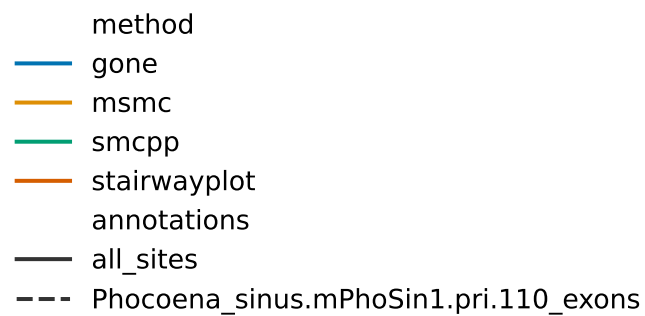 method
gone
msmc
smcpp
stairwayplot
annotations
all_sites
Phocoena_sinus.mPhoSin1.pri.110_exons